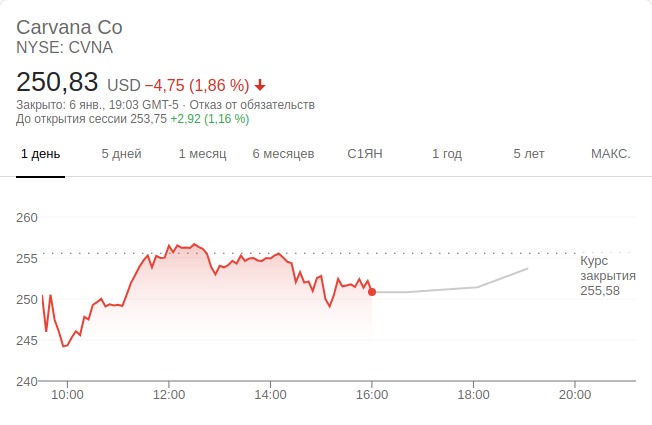 Carvana Co
NYSE: CVNA
250,83 USD −4,75 (1,86 %)
Закрыто: 6 янв., 19:03 GMT-5 · Отказ от обязательств
До открытия сессии 253,75 +2,92 (1,16 %)
1 день 5 дней 1 месяц 6 месяцев С1ЯН 1 год 5 лет МАКС.
260
255
250
245
240
Курс
закрытия
255,58
10:00 12:00 14:00 16:00 18:00 20:00